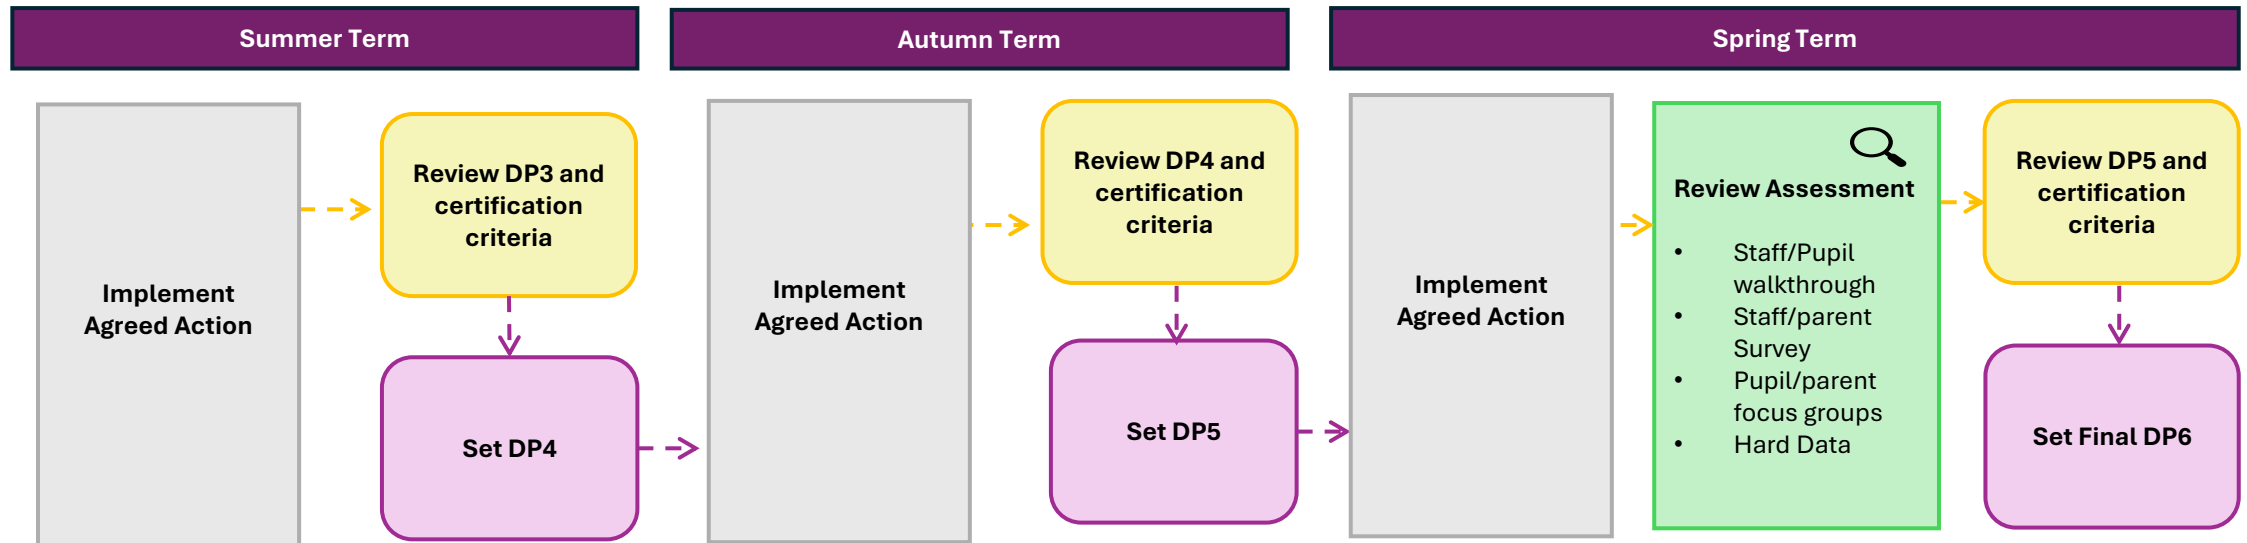 Summer Term
Autumn Term
Spring Term
Implement
Agreed Action
Review DP3 and
certification
criteria
Set DP4
Implement
Agreed Action
Review DP4 and
certification
criteria
Set DP5
Implement
Agreed Action
Review Assessment
• Staff/Pupil
walkthrough
• Staff/parent
Survey
• Pupil/parent
focus groups
• Hard Data
Review DP5 and
certification
criteria
Set Final DP6